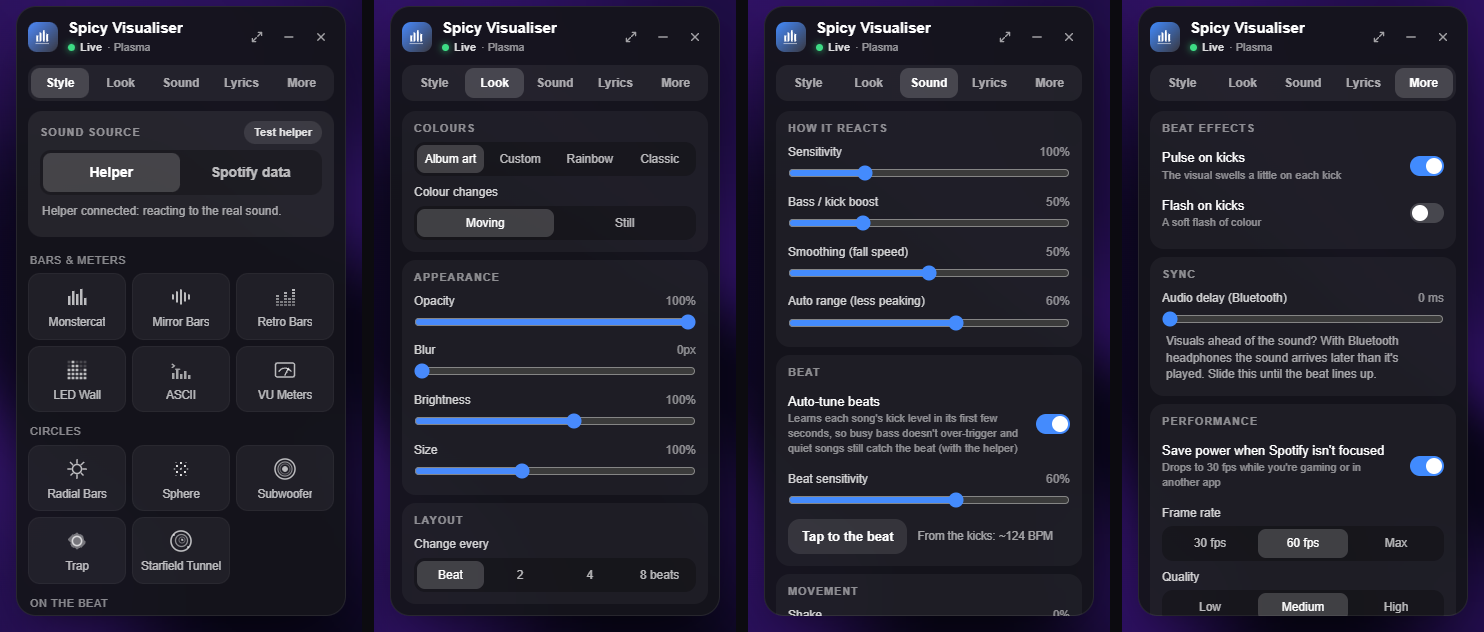 Spicy Visualiser
Live · Plasma
Style Look Sound Lyrics More
SOUND SOURCE Test helper
Helper Spotify data
Helper connected: reacting to the real sound.
BARS & METERS
Monstercat Mirror Bars Retro Bars
LED Wall ASCII VU Meters
CIRCLES
Radial Bars Sphere Subwoofer
Trap Starfield Tunnel
ON THE BEAT
Spicy Visualiser
Live · Plasma
Style Look Sound Lyrics More
COLOURS
Album art Custom Rainbow Classic
Colour changes
Moving Still
APPEARANCE
Opacity 100%
Blur 0px
Brightness 100%
Size 100%
LAYOUT
Change every
Beat 2 4 8 beats
Spicy Visualiser
Live · Plasma
Style Look Sound Lyrics More
HOW IT REACTS
Sensitivity 100%
Bass / kick boost 50%
Smoothing (fall speed) 50%
Auto range (less peaking) 60%
BEAT
Auto-tune beats
Learns each song's kick level in its first few
seconds, so busy bass doesn't over-trigger and
quiet songs still catch the beat (with the helper)
Beat sensitivity 60%
Tap to the beat From the kicks: ~124 BPM
MOVEMENT
Shake 0%
Spicy Visualiser
Live · Plasma
Style Look Sound Lyrics More
BEAT EFFECTS
Pulse on kicks
The visual swells a little on each kick
Flash on kicks
A soft flash of colour
SYNC
Audio delay (Bluetooth) 0 ms
Visuals ahead of the sound? With Bluetooth
headphones the sound arrives later than it's
played. Slide this until the beat lines up.
PERFORMANCE
Save power when Spotify isn't focused
Drops to 30 fps while you're gaming or in
another app
Frame rate
30 fps 60 fps Max
Quality
Low Medium High